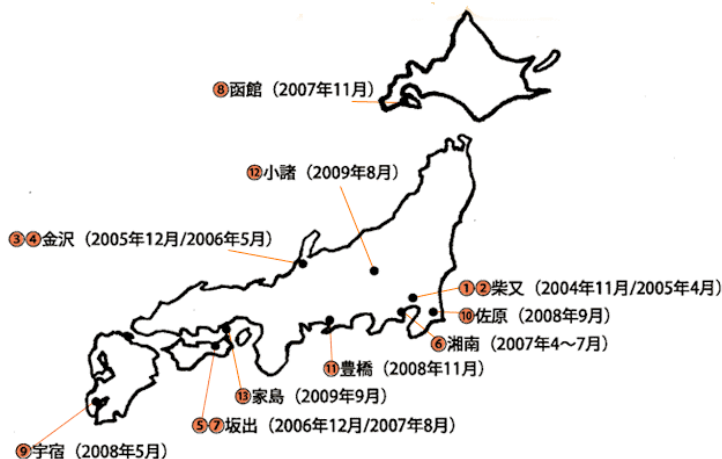 ⑧函館（2007年11月）
⑫小諸（2009年8月）
③④金沢（2005年12月/2006年5月）
①②柴又（2004年11月/2005年4月）
⑩佐原（2008年9月）
⑥湘南（2007年4～7月）
⑪豊橋（2008年11月）
⑬家島（2009年9月）
⑤⑦坂出（2006年12月/2007年8月）
⑨宇宿（2008年5月）